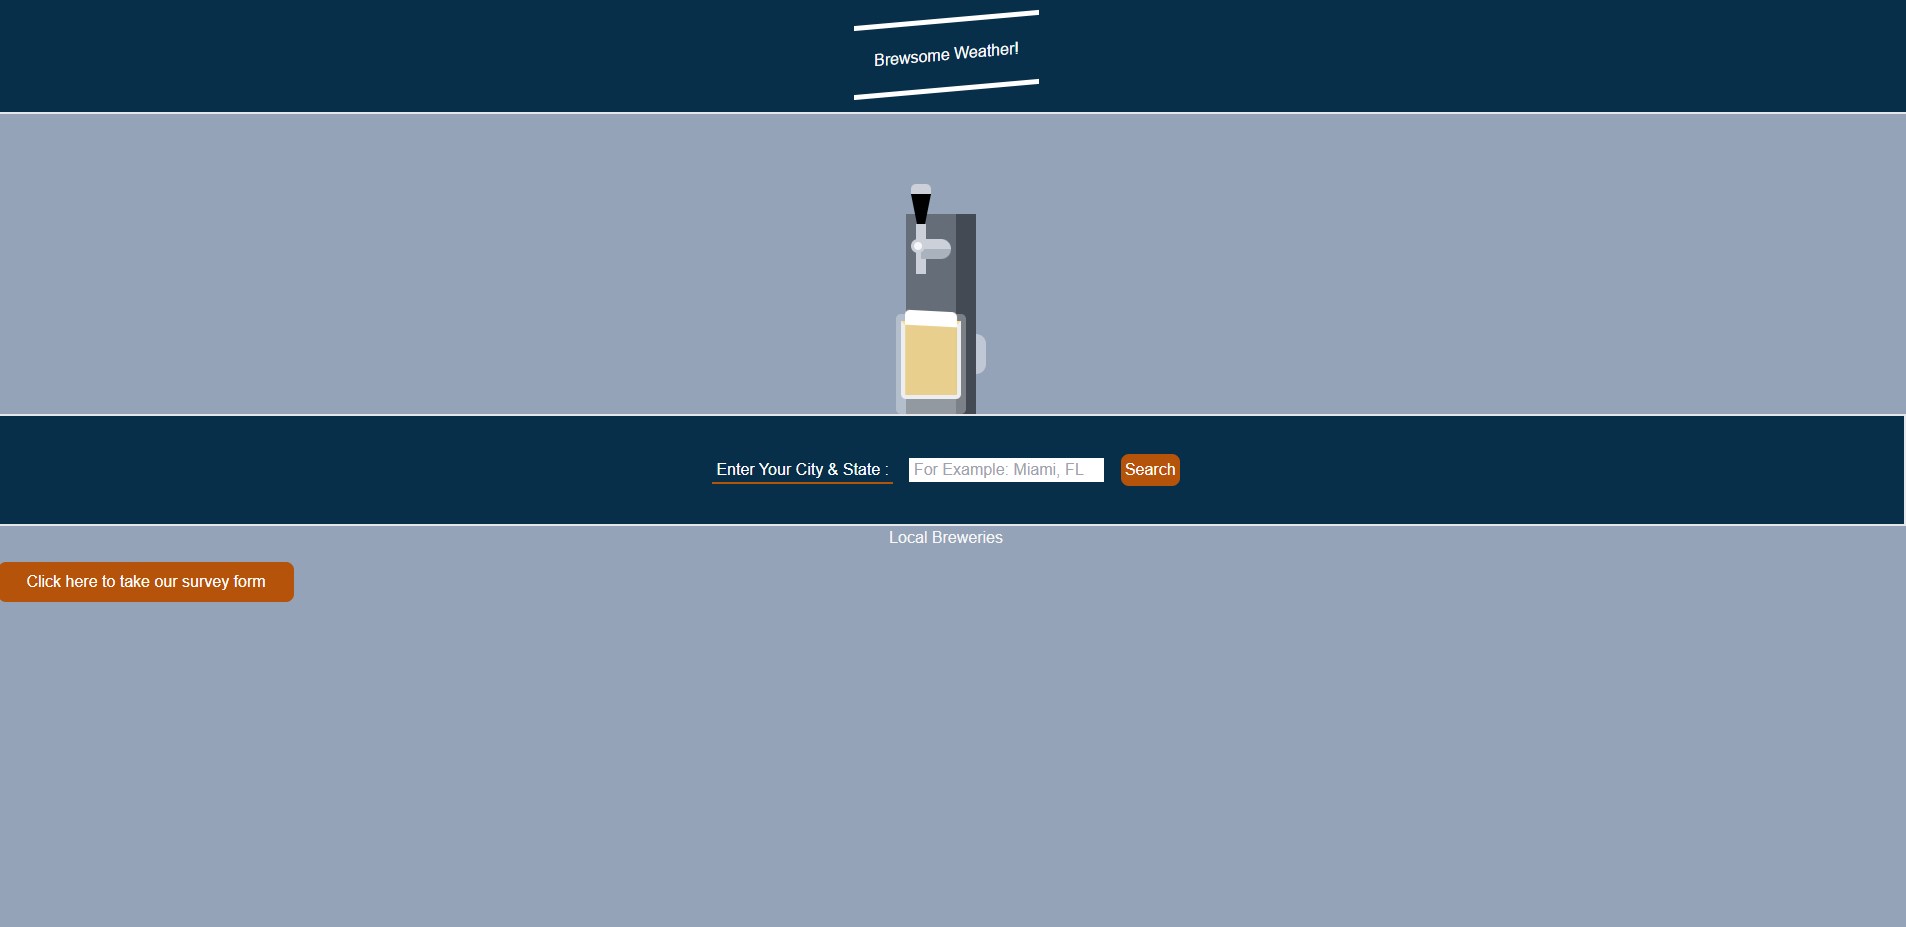 Brewsome Weather!
Enter Your City & State : For Example: Miami, FL Search
Local Breweries
Click here to take our survey form